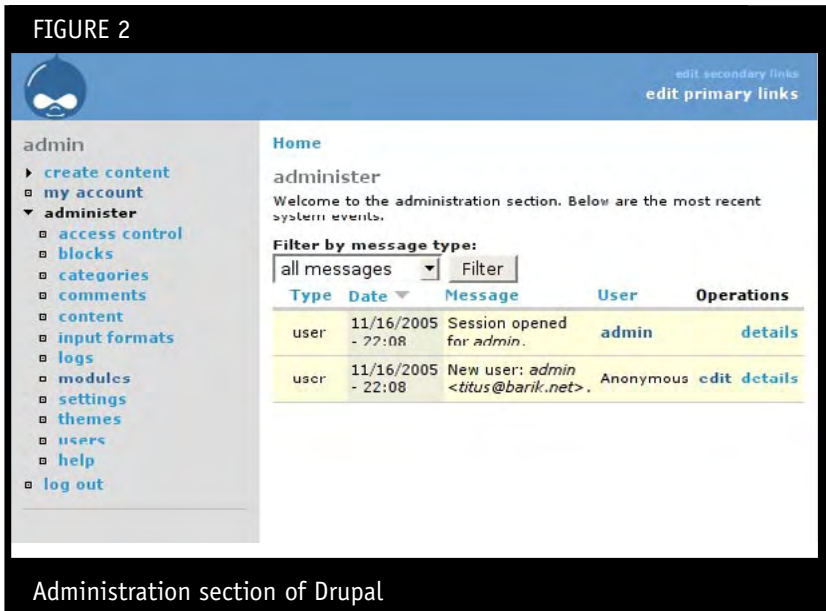 FIGURE 2
edit secondary links
edit primary links
admin
create content
my account
administer
access control
blocks
categories
comments
content
input formats
logs
modules
settings
themes
users
help
log out
Home
administer
Welcome to the administration section. Below are the most recent
system events.
Filter by message type:
all messages Filter
Type Date Message User Operations
user 11/16/2005 - 22:08 Session opened for admin. admin details
user 11/16/2005 - 22:08 New user: admin <titus@barik.net>. Anonymous edit details
Administration section of Drupal